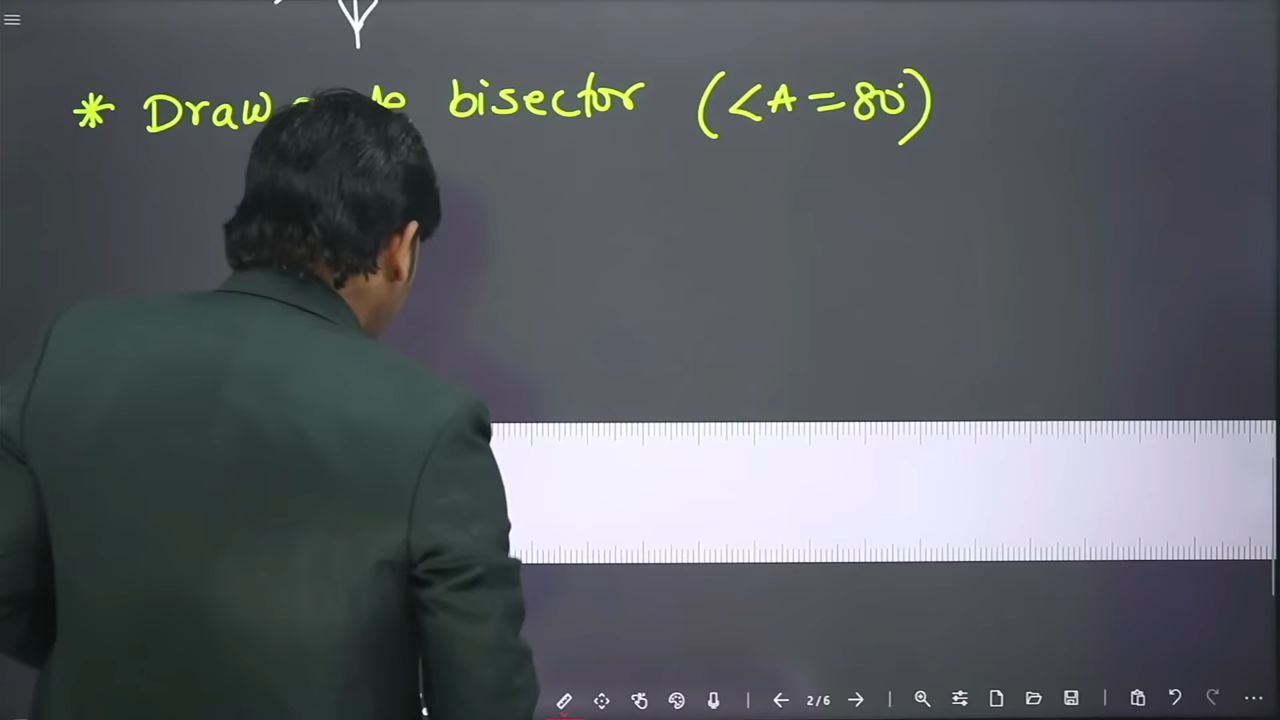 * Draw bisector (<A = 80°)
2/6